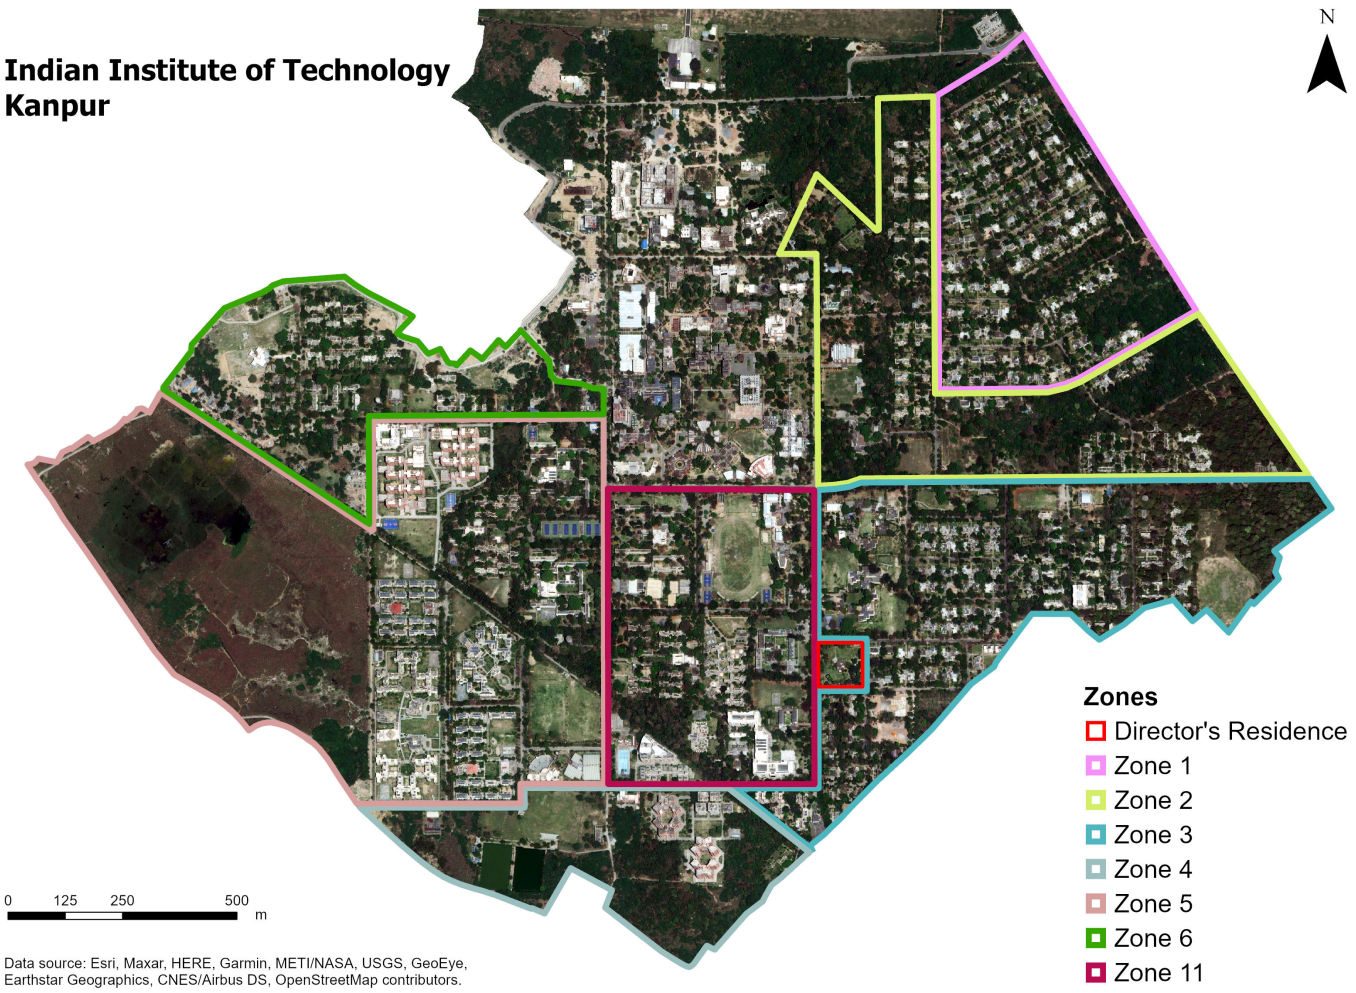 N
Indian Institute of Technology
Kanpur
Zones
Director's Residence
Zone 1
Zone 2
Zone 3
Zone 4
Zone 5
Zone 6
Zone 11
0 125 250 500
m
Data source: Esri, Maxar, HERE, Garmin, METI/NASA, USGS, GeoEye,
Earthstar Geographics, CNES/Airbus DS, OpenStreetMap contributors.